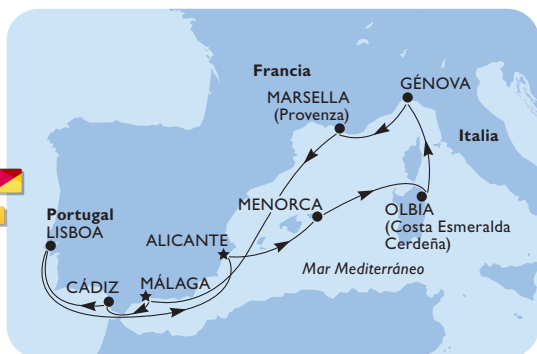 Francia
MARSELLA
(Provenza)
GÉNOVA
Italia
MENORCA
OLBIA
(Costa Esmeralda
Cerdeña)
Portugal
LISBOA
ALICANTE
Mar Mediterráneo
CÁDIZ
MÁLAGA